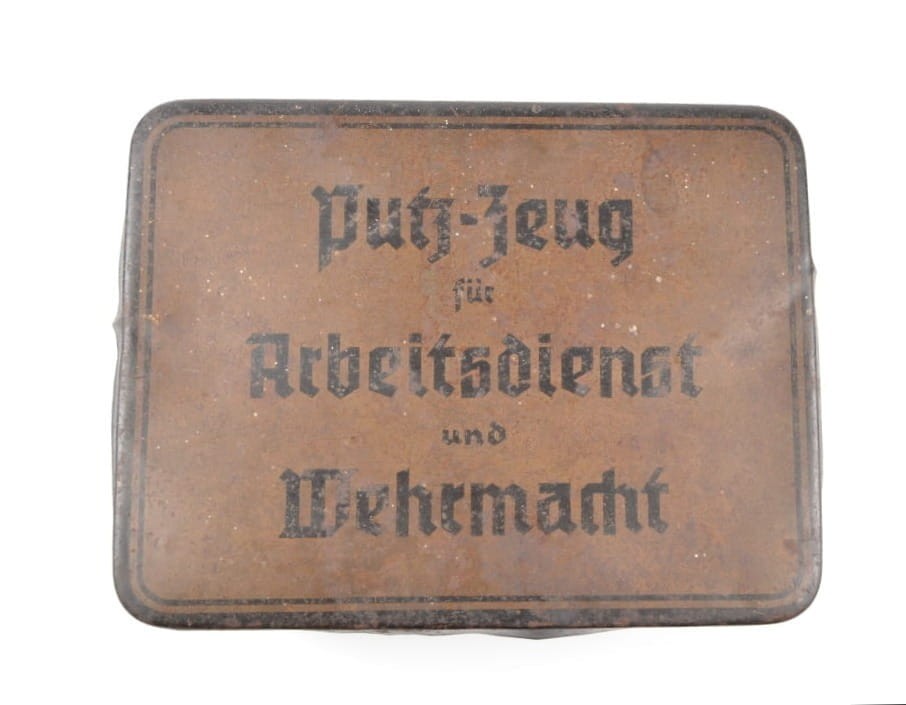 Putz-Zeug
für
Arbeitsdienst
und
Wehrmacht